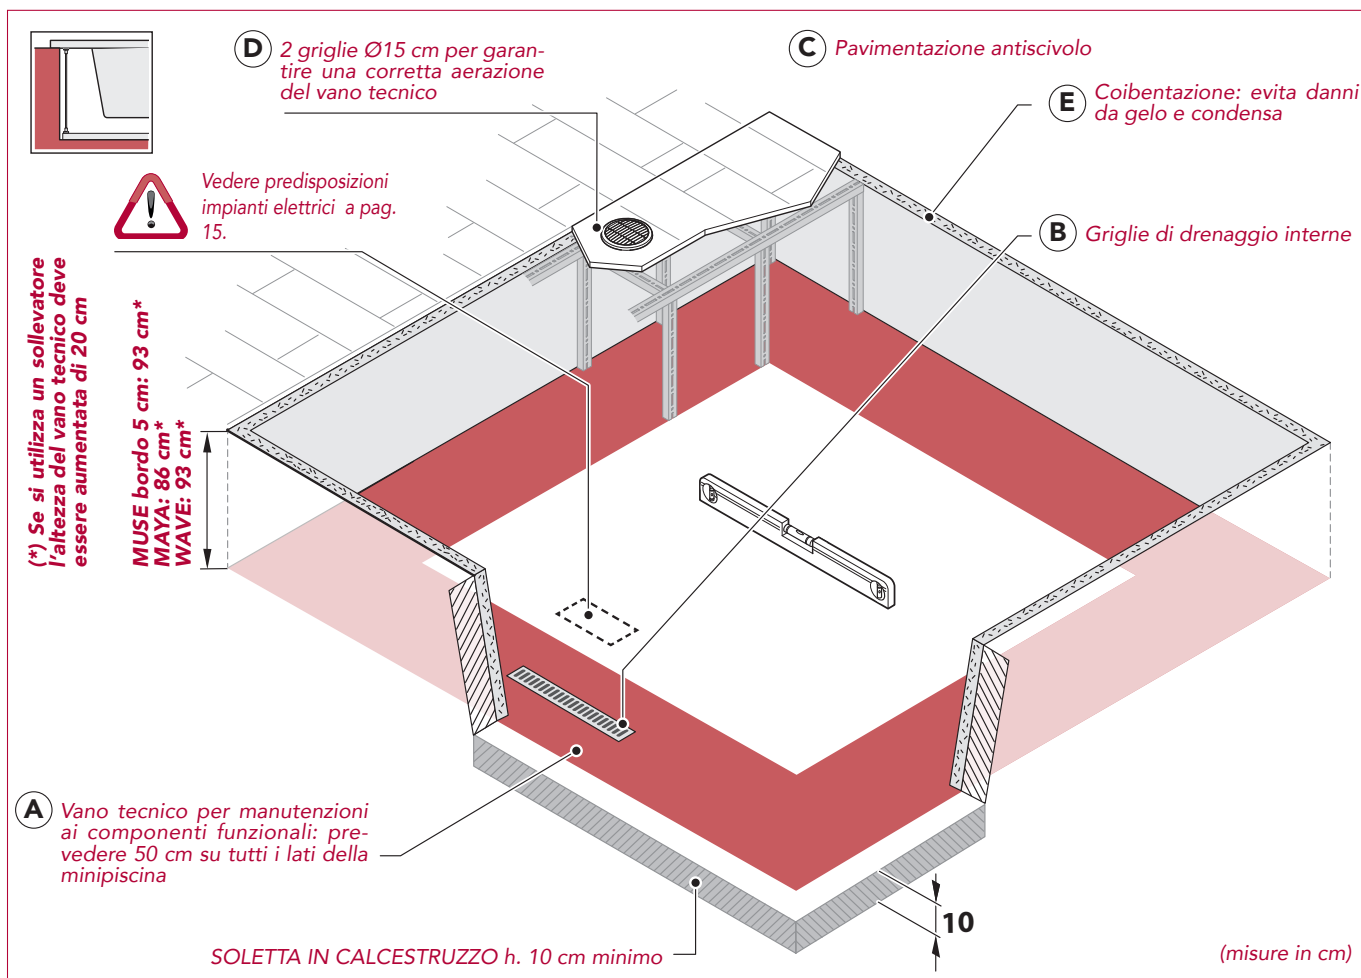 D
2 griglie Ø15 cm per garan-
tire una corretta aerazione
del vano tecnico
C
Pavimentazione antiscivolo
E
Coibentazione: evita danni
da gelo e condensa
Vedere predisposizioni
impianti elettrici a pag.
15.
B
Griglie di drenaggio interne
(*) Se si utilizza un sollevatore
l'altezza del vano tecnico deve
essere aumentata di 20 cm
MUSE bordo 5 cm: 93 cm*
MAYA: 86 cm*
WAVE: 93 cm*
A
Vano tecnico per manutenzioni
ai componenti funzionali: pre-
vedere 50 cm su tutti i lati della
minipiscina
10
SOLETTA IN CALCESTRUZZO h. 10 cm minimo
(misure in cm)